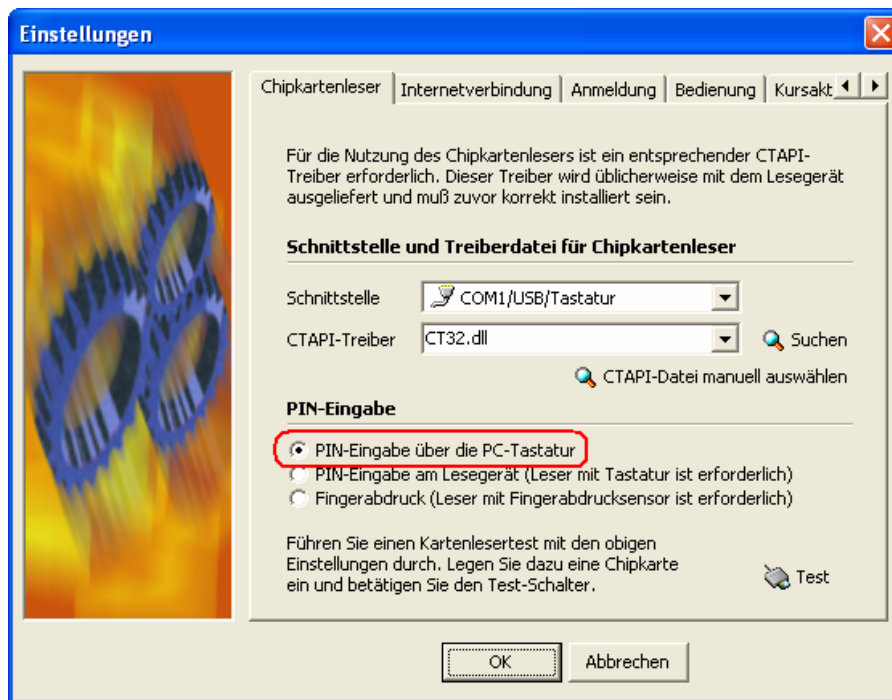 Einstellungen
Chipkartenleser Internetverbindung Anmeldung Bedienung Kursakt
Für die Nutzung des Chipkartenlesers ist ein entsprechender CTAPI-
Treiber erforderlich. Dieser Treiber wird üblicherweise mit dem Lesegerät
ausgeliefert und muß zuvor korrekt installiert sein.
Schnittstelle und Treiberdatei für Chipkartenleser
Schnittstelle COM1/USB/Tastatur
CTAPI-Treiber CT32.dll Suchen
CTAPI-Datei manuell auswählen
PIN-Eingabe
PIN-Eingabe über die PC-Tastatur
PIN-Eingabe am Lesegerät (Leser mit Tastatur ist erforderlich)
Fingerabdruck (Leser mit Fingerabdrucksensor ist erforderlich)
Führen Sie einen Kartenlesertest mit den obigen
Einstellungen durch. Legen Sie dazu eine Chipkarte
ein und betätigen Sie den Test-Schalter.
Test
OK Abbrechen